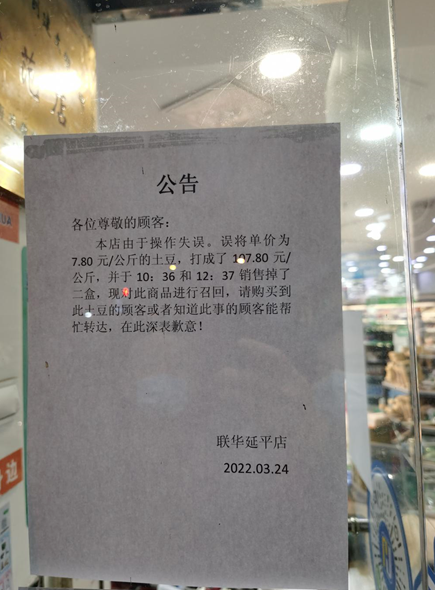 范
店
公告
各位尊敬的顾客：
本店由于操作失误。误将单价为
7.80 元/公斤的土豆，打成了 107.80 元/
公斤，并于 10：36 和 12：37 销售掉了
二盒，现对此商品进行召回，请购买到
此土豆的顾客或者知道此事的顾客能帮
忙转达，在此深表歉意！
联华延平店
2022.03.24
边